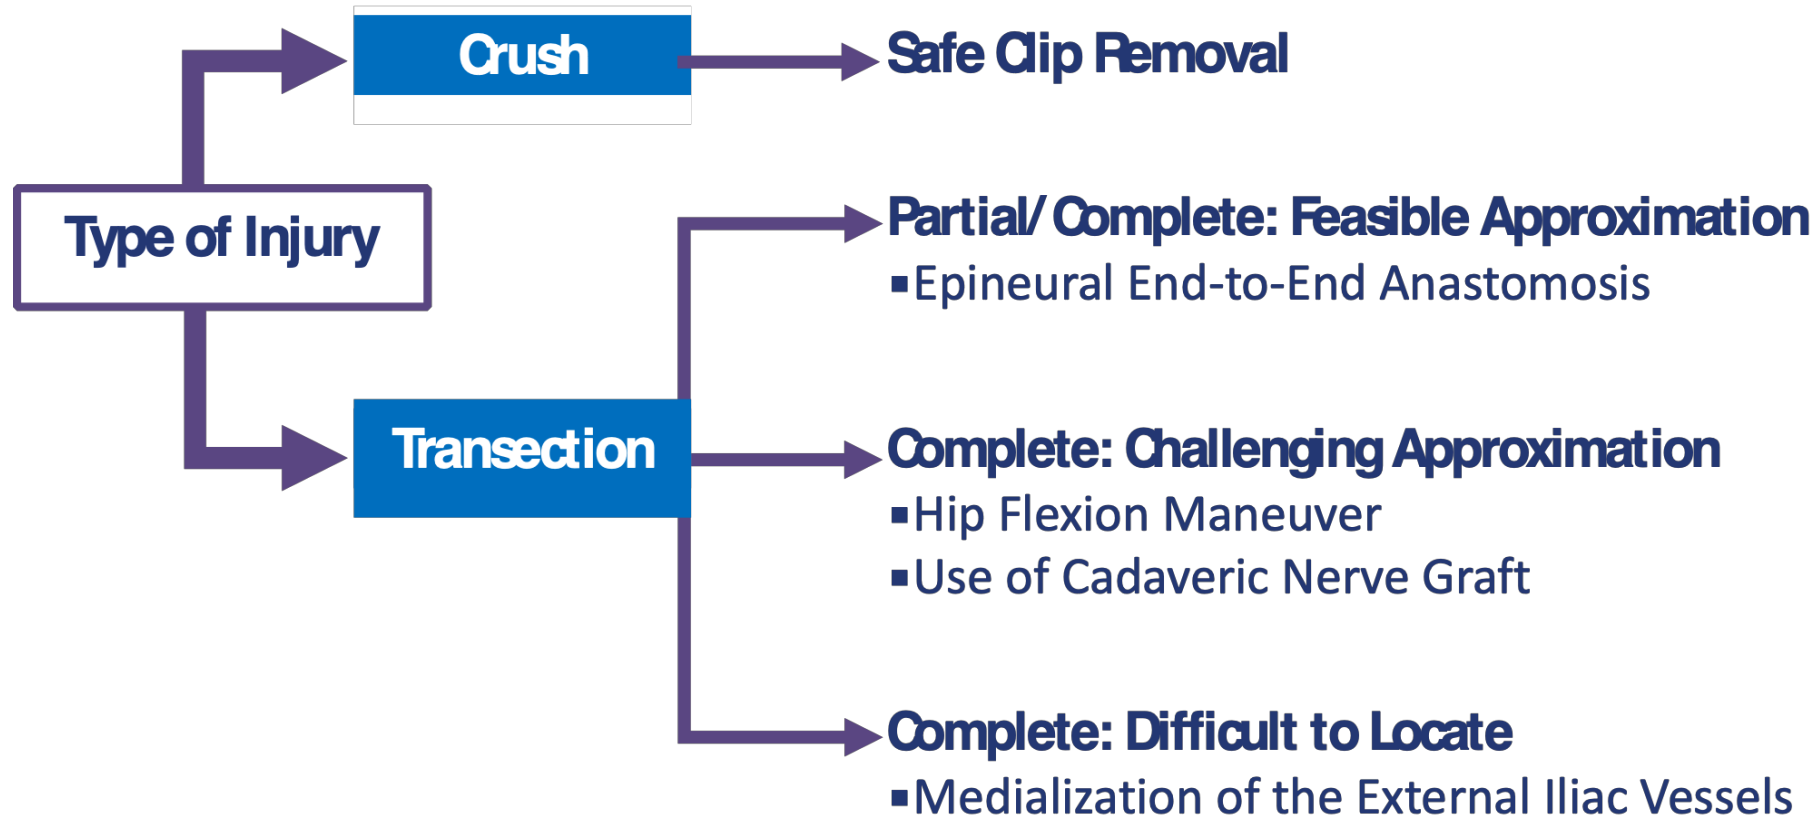 Crush
Safe Clip Removal
Type of Injury
Partial/Complete: Feasible Approximation
▪Epineural End-to-End Anastomosis
Transection
Complete: Challenging Approximation
▪Hip Flexion Maneuver
▪Use of Cadaveric Nerve Graft
Complete: Difficult to Locate
▪Medialization of the External Iliac Vessels